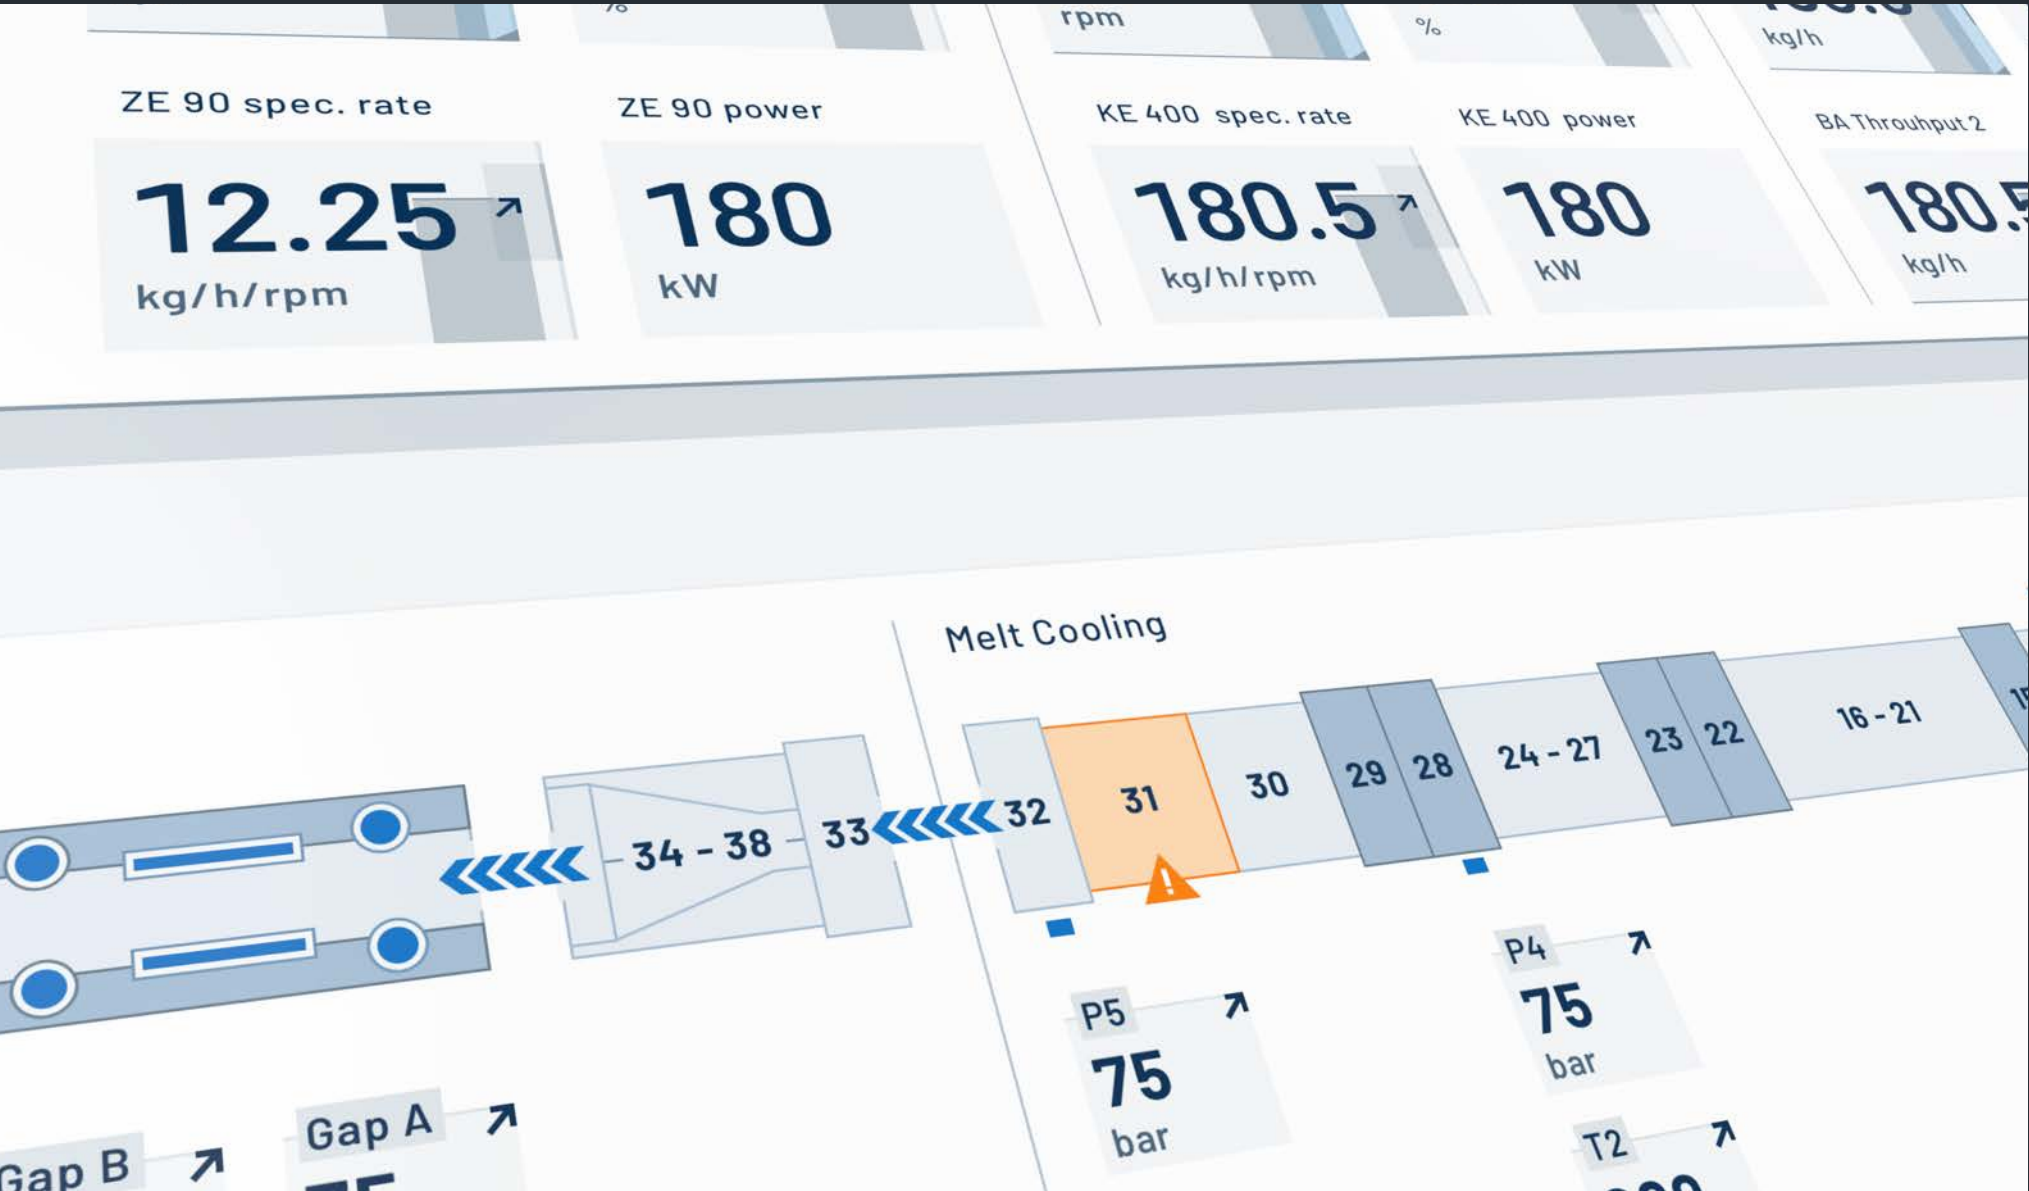 %
rpm
%
kg/h
ZE 90 spec. rate
ZE 90 power
KE 400 spec. rate
KE 400 power
BA Throuhput 2
12.25
kg/h/rpm
180
kW
180.5
kg/h/rpm
180
kW
180.5
kg/h
Melt Cooling
34 - 38
33
32
31
30
29
28
24 - 27
23
22
16 - 21
!
P5
75
bar
P4
75
bar
T2
Gap A
Gap B